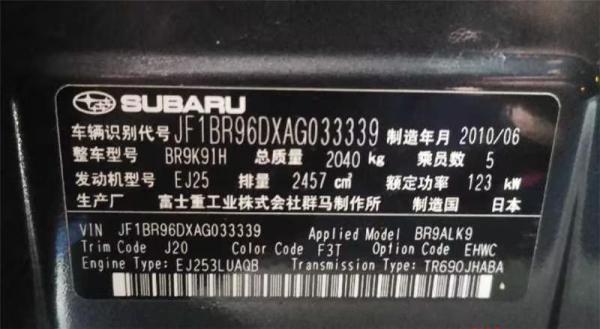 SUBARU
车辆识别代号 JF1BR96DXAG033339 制造年月 2010/06
整车型号 BR9K91H 总质量 2040 kg 乘员数 5
发动机型号 EJ25 排量 2457 cm³ 额定功率 123 kW
生产厂 富士重工业株式会社群马制作所 制造国 日本
VIN JF1BR96DXAG033339 Applied Model BR9ALK9
Trim Code J20 Color Code F3T Option Code EHWC
Engine Type: EJ253LUAQB Transmission Type: TR690JHABA